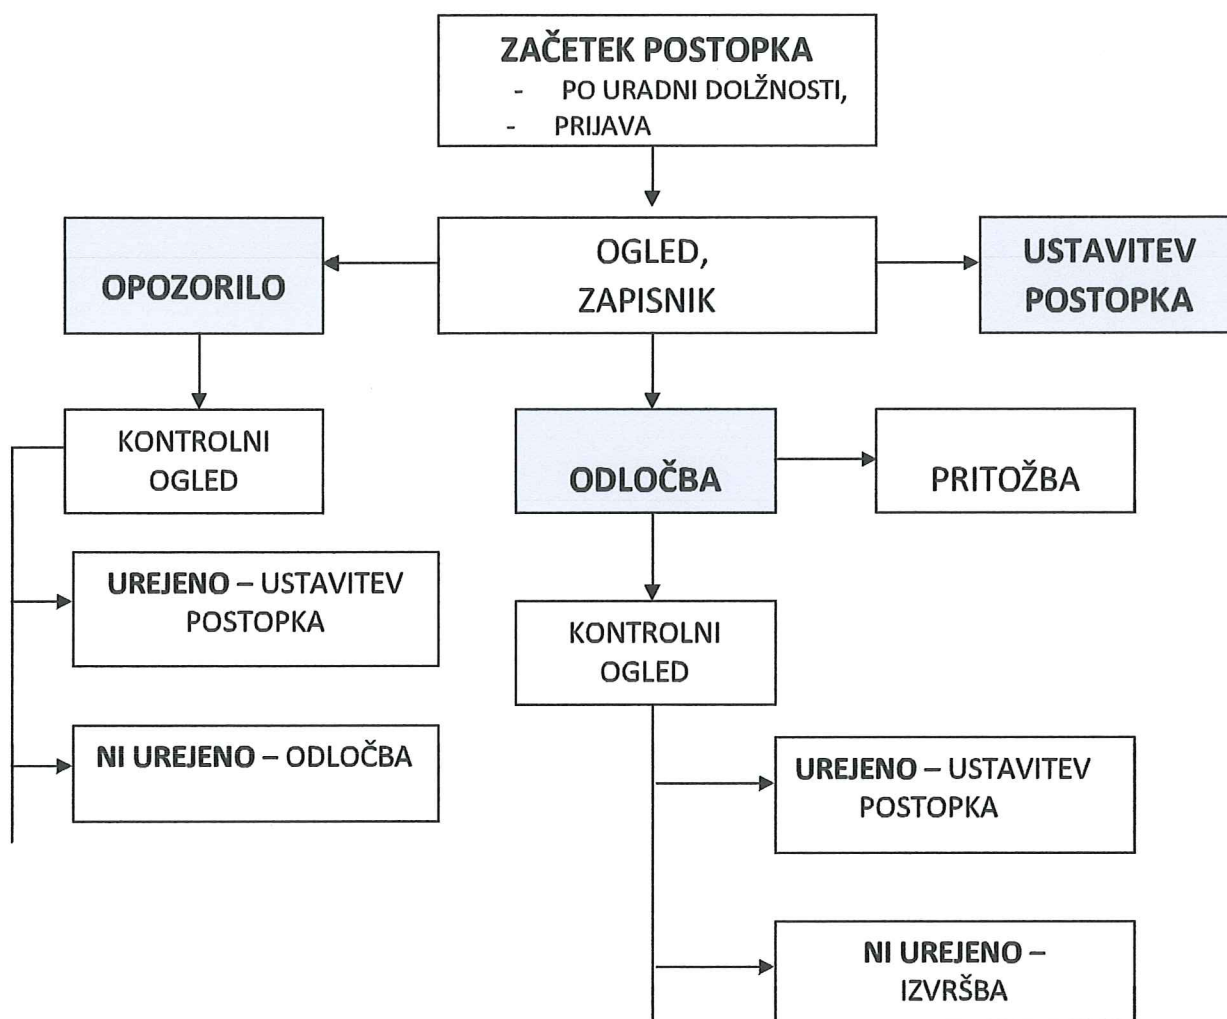 ZAČETEK POSTOPKA
- PO URADNI DOLŽNOSTI,
- PRIJAVA
OPOZORILO
OGLED,
ZAPISNIK
USTAVITEV
POSTOPKA
KONTROLNI
OGLED
ODLOČBA
PRITOŽBA
UREJENO – USTAVITEV
POSTOPKA
NI UREJENO – ODLOČBA
KONTROLNI
OGLED
UREJENO – USTAVITEV
POSTOPKA
NI UREJENO –
IZVRŠBA